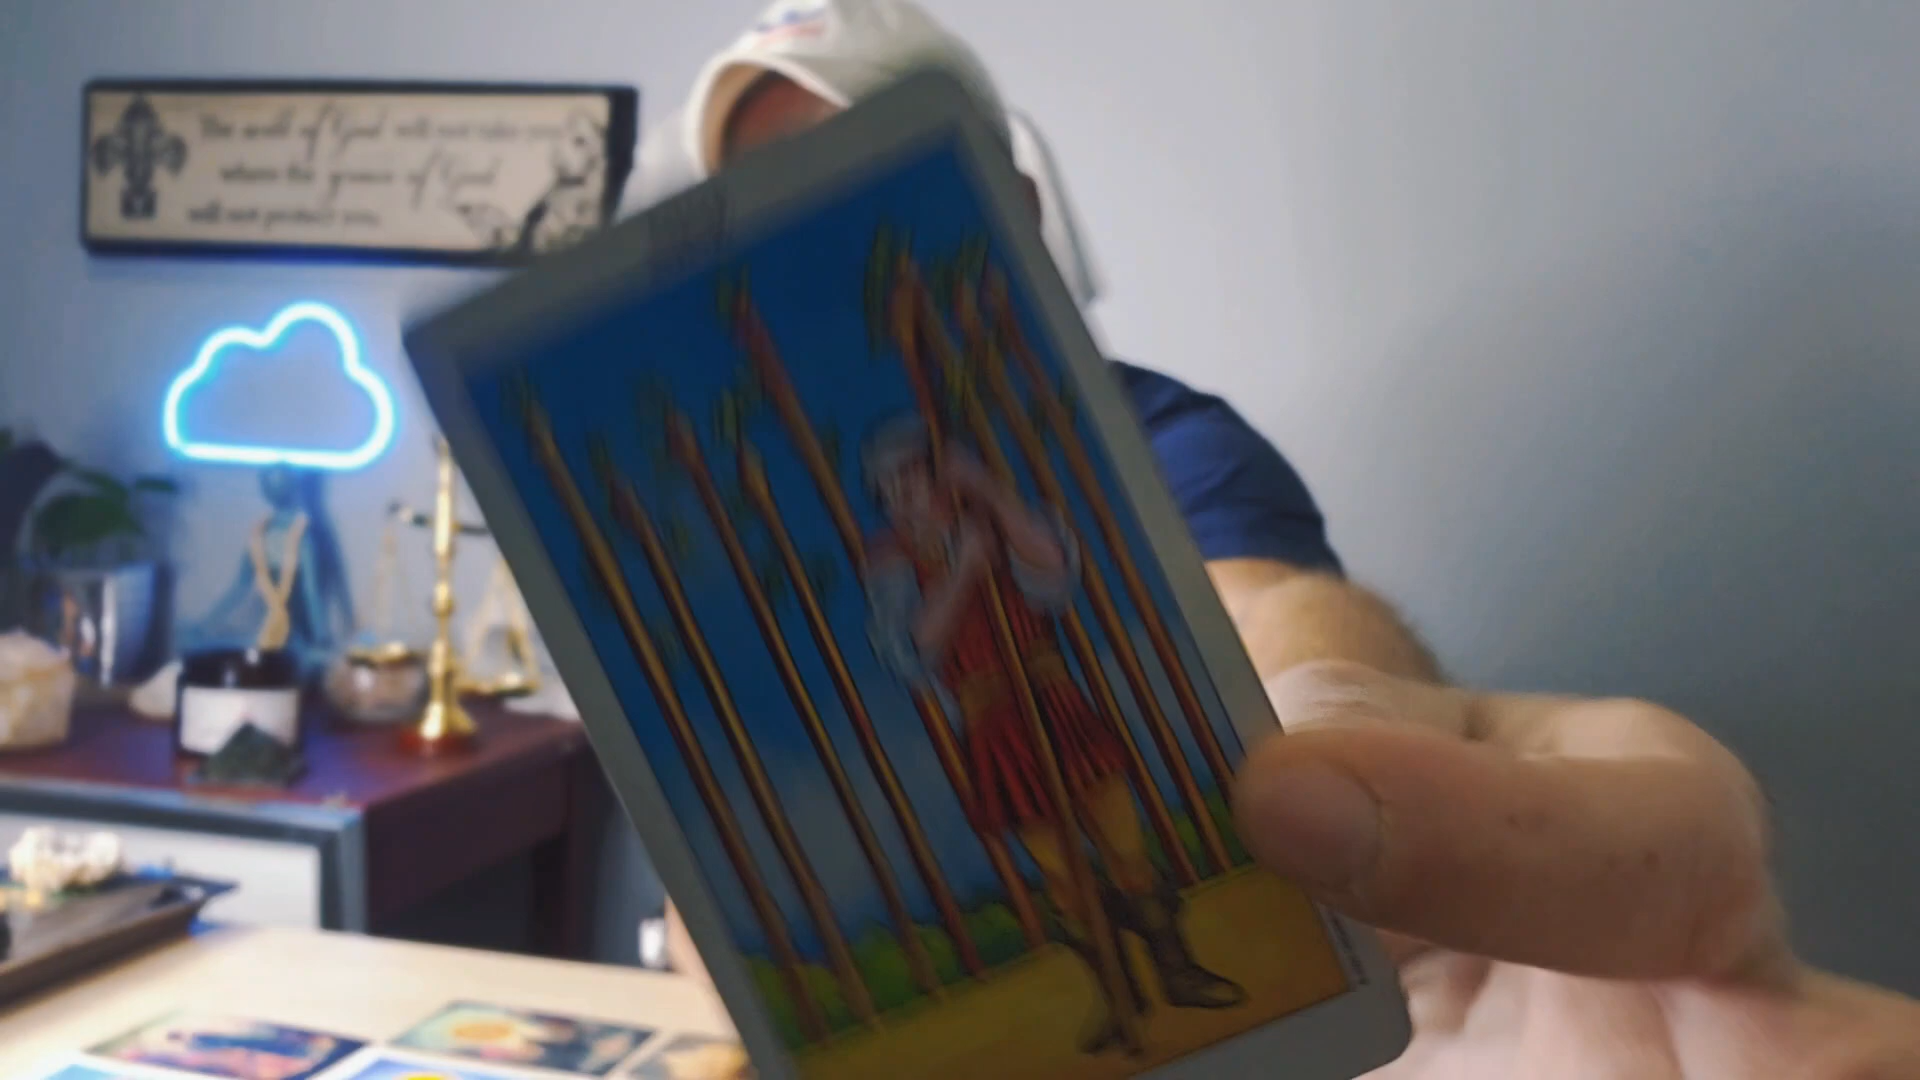 The will of God will not take you
where the grace of God
will not protect you.